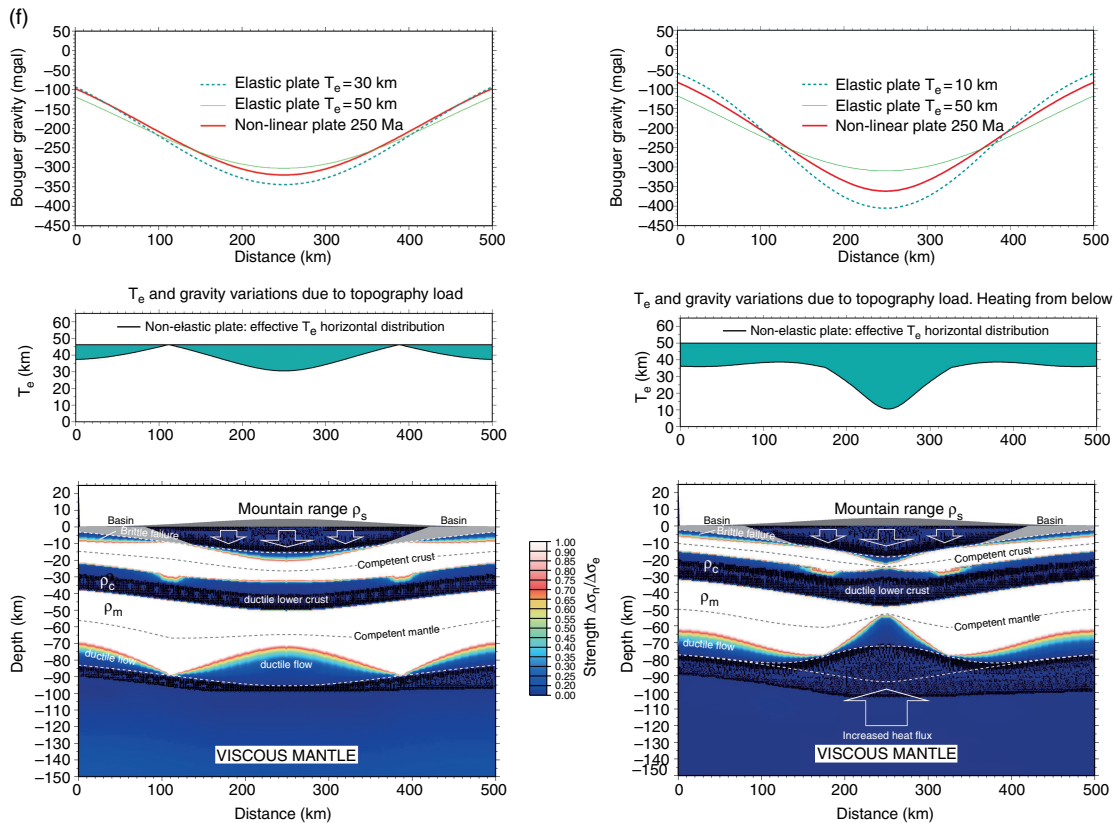 (f)
50
0
−50
−100
−150
−200
−250
−300
−350
−400
−450
Bouguer gravity (mgal)
Elastic plate Te = 30 km
Elastic plate Te = 50 km
Non-linear plate 250 Ma
0 100 200 300 400 500
Distance (km)
50
0
−50
−100
−150
−200
−250
−300
−350
−400
−450
Bouguer gravity (mgal)
Elastic plate Te = 10 km
Elastic plate Te = 50 km
Non-linear plate 250 Ma
0 100 200 300 400 500
Distance (km)
Te and gravity variations due to topography load
60
50
40
30
20
10
0
Te (km)
Non-elastic plate: effective Te horizontal distribution
0 100 200 300 400 500
Te and gravity variations due to topography load. Heating from below
60
50
40
30
20
10
0
Te (km)
Non-elastic plate: effective Te horizontal distribution
0 100 200 300 400 500
20
10
0
−10
−20
−30
−40
−50
−60
−70
−80
−90
−100
−110
−120
−130
−140
−150
Depth (km)
Mountain range ρs
Basin
Basin
Brittle failure
Competent crust
ρc
ductile lower crust
ρm
Competent mantle
ductile flow
ductile flow
VISCOUS MANTLE
0 100 200 300 400 500
Distance (km)
1.00
0.95
0.90
0.85
0.80
0.75
0.70
0.65
0.60
0.55
0.50
0.45
0.40
0.35
0.30
0.25
0.20
0.15
0.10
0.00
Strength Δσn/Δσe
20
10
0
−10
−20
−30
−40
−50
−60
−70
−80
−90
−100
−110
−120
−130
−140
−150
Depth (km)
Mountain range ρs
Basin
Basin
Brittle failure
Competent crust
ρc
ductile lower crust
ρm
Competent mantle
ductile flow
Increased heat flux
VISCOUS MANTLE
0 100 200 300 400 500
Distance (km)